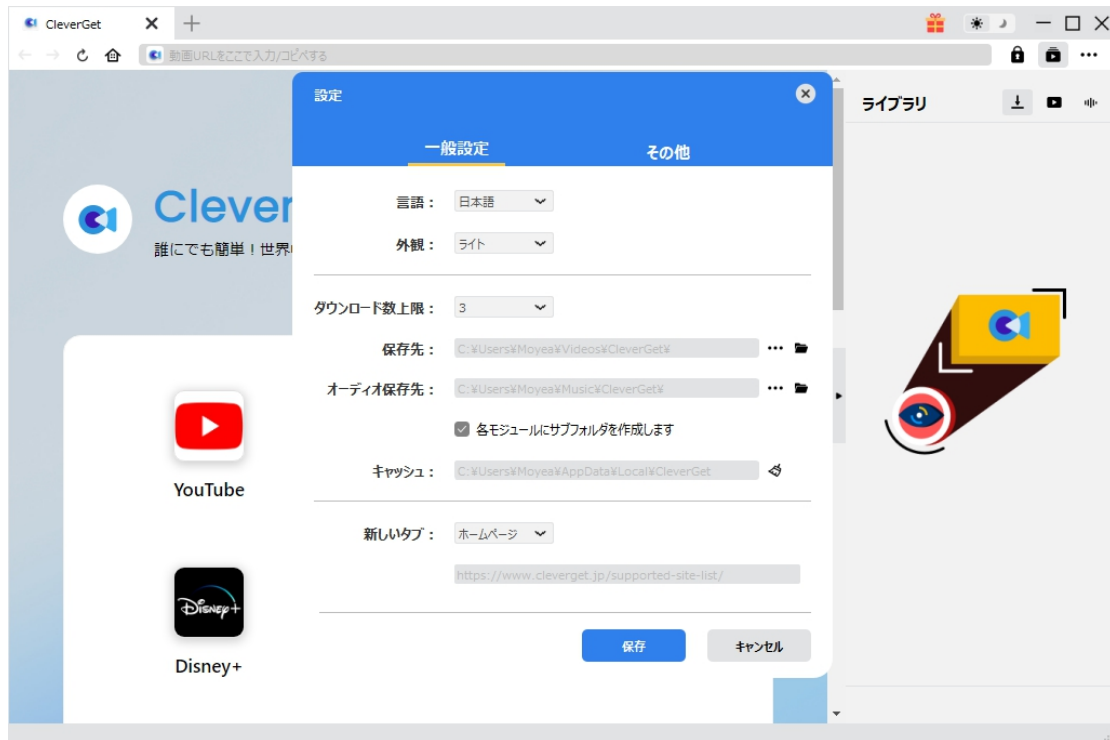 CleverGet
動画URLをここで入力/コピペする
設定
一般設定
その他
ライブラリ
Clever
誰にでも簡単！世界
言語：
日本語
外観：
ライト
ダウンロード数上限：
3
保存先：
C:¥Users¥Moyea¥Videos¥CleverGet¥
オーディオ保存先：
C:¥Users¥Moyea¥Music¥CleverGet¥
各モジュールにサブフォルダを作成します
キャッシュ：
C:¥Users¥Moyea¥AppData¥Local¥CleverGet
新しいタブ：
ホームページ
https://www.cleverget.jp/supported-site-list/
保存
キャンセル
YouTube
Disney+
Disney+